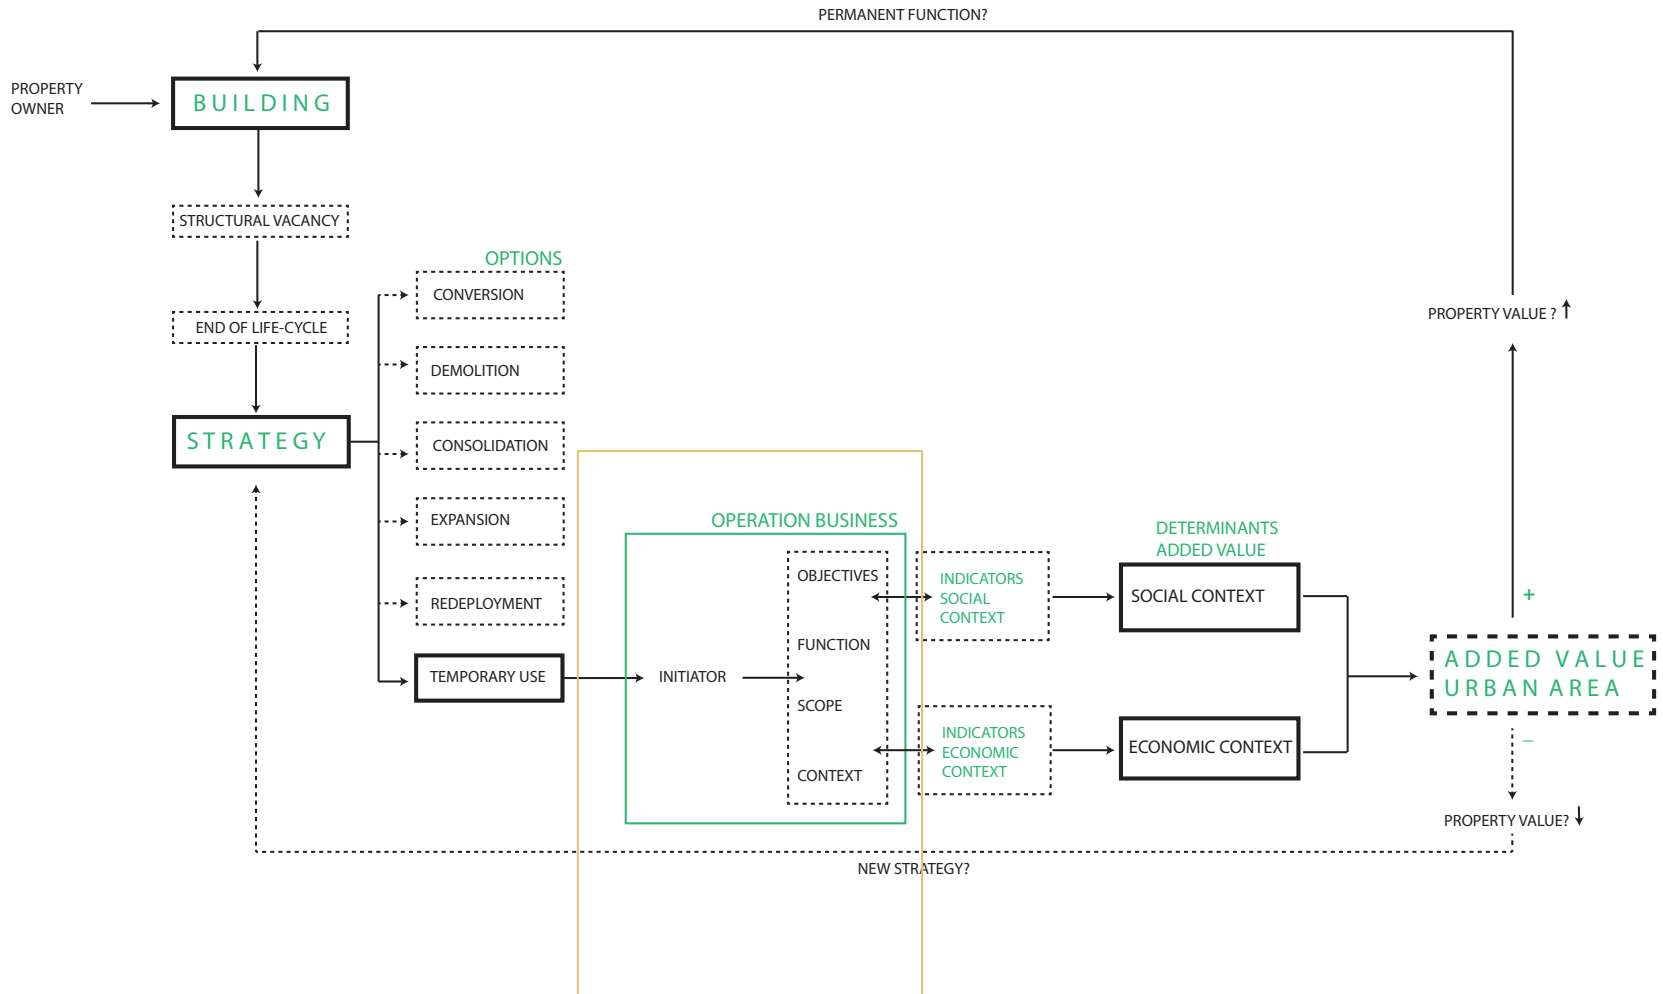 PERMANENT FUNCTION?
PROPERTY
OWNER
BUILDING
STRUCTURAL VACANCY
END OF LIFE-CYCLE
STRATEGY
OPTIONS
CONVERSION
DEMOLITION
CONSOLIDATION
EXPANSION
REDEPLOYMENT
TEMPORARY USE
OPERATION BUSINESS
INITIATOR
OBJECTIVES
FUNCTION
SCOPE
CONTEXT
INDICATORS
SOCIAL
CONTEXT
INDICATORS
ECONOMIC
CONTEXT
DETERMINANTS
ADDED VALUE
SOCIAL CONTEXT
ECONOMIC CONTEXT
PROPERTY VALUE ?
+
ADDED VALUE
URBAN AREA
–
PROPERTY VALUE?
NEW STRATEGY?